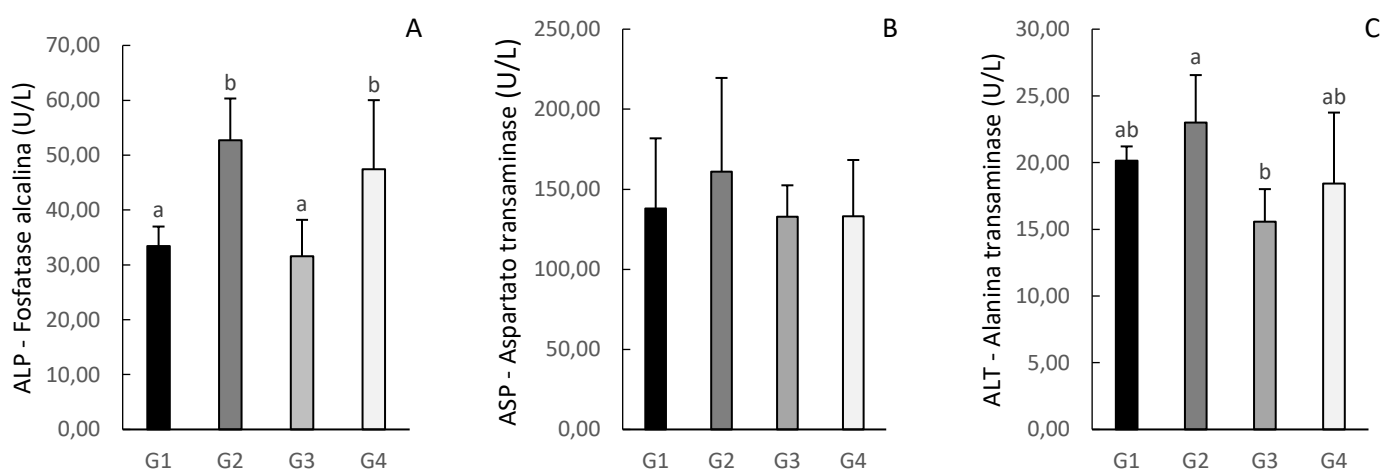 A
ALP - Fosfatase alcalina (U/L)
70,00
60,00
50,00
40,00
30,00
20,00
10,00
0,00
a
b
a
b
G1 G2 G3 G4
B
ASP - Aspartato transaminase (U/L)
250,00
200,00
150,00
100,00
50,00
0,00
G1 G2 G3 G4
C
ALT - Alanina transaminase (U/L)
30,00
25,00
20,00
15,00
10,00
5,00
0,00
ab
a
b
ab
G1 G2 G3 G4